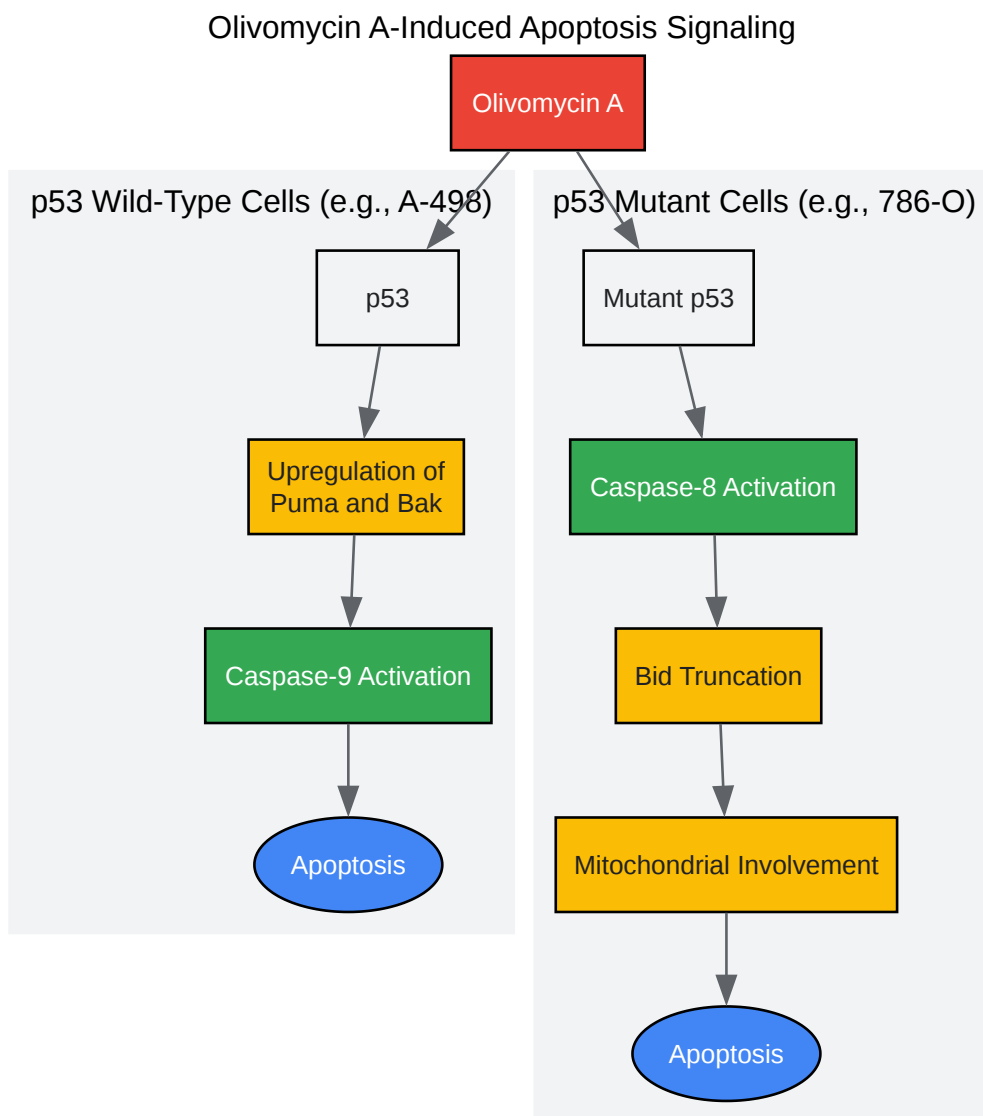 Olivomycin A-Induced Apoptosis Signaling
Olivomycin A
p53 Wild-Type Cells (e.g., A-498)
p53
Upregulation of
Puma and Bak
Caspase-9 Activation
Apoptosis
p53 Mutant Cells (e.g., 786-O)
Mutant p53
Caspase-8 Activation
Bid Truncation
Mitochondrial Involvement
Apoptosis